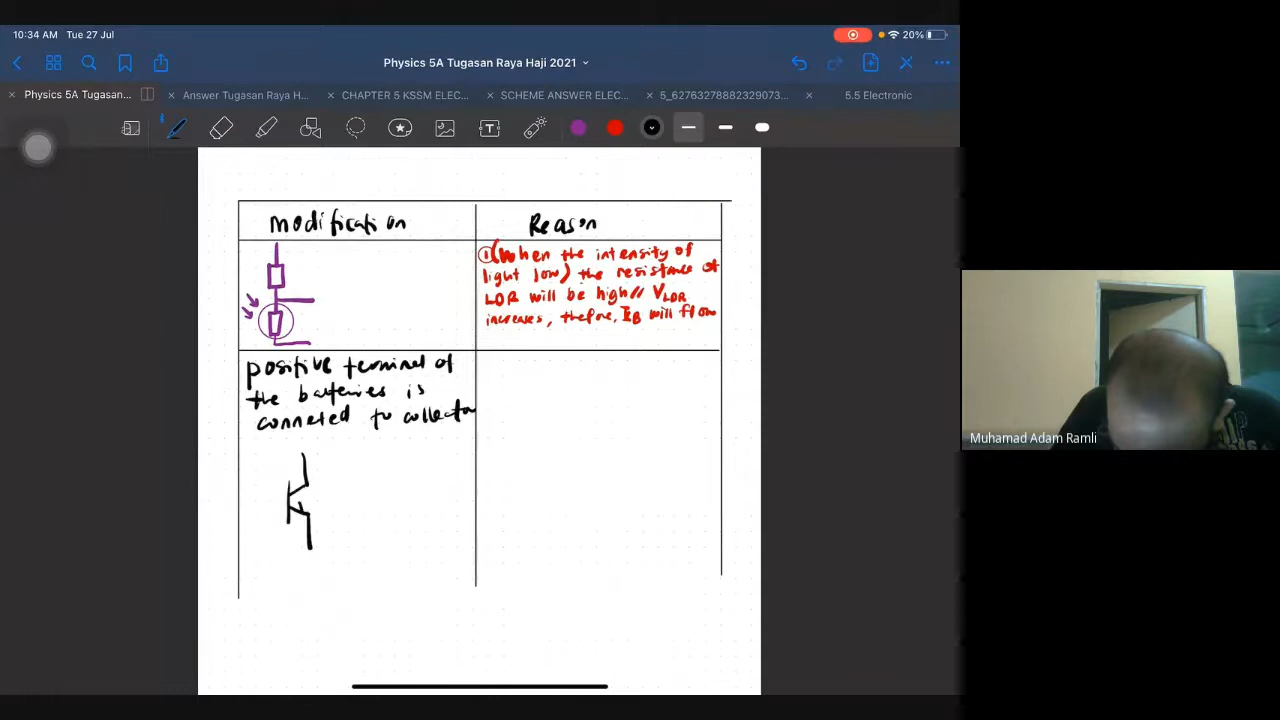 10:34 AM Tue 27 Jul
20%
Physics 5A Tugasan Raya Haji 2021
Physics 5A Tugasan...
Answer Tugasan Raya H...
CHAPTER 5 KSSM ELEC...
SCHEME ANSWER ELEC...
5_62763278882329073...
5.5 Electronic
modification
Reason
① (When the intensity of
light low) the resistance of
LDR will be high// VLDR
increases, therfore, IB will flow
positive terminal of
the batteries is
conneted to collector
Muhamad Adam Ramli